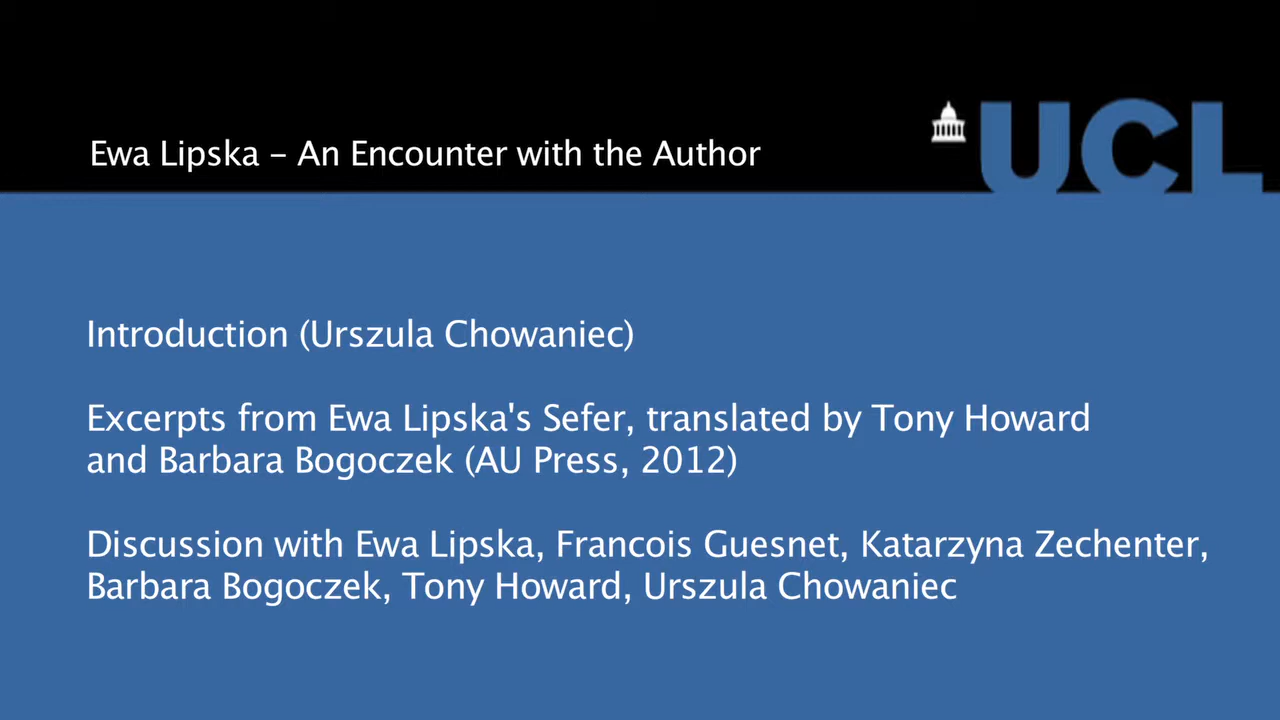 Ewa Lipska – An Encounter with the Author
UCL
Introduction (Urszula Chowaniec)
Excerpts from Ewa Lipska's Sefer, translated by Tony Howard
and Barbara Bogoczek (AU Press, 2012)
Discussion with Ewa Lipska, Francois Guesnet, Katarzyna Zechenter,
Barbara Bogoczek, Tony Howard, Urszula Chowaniec